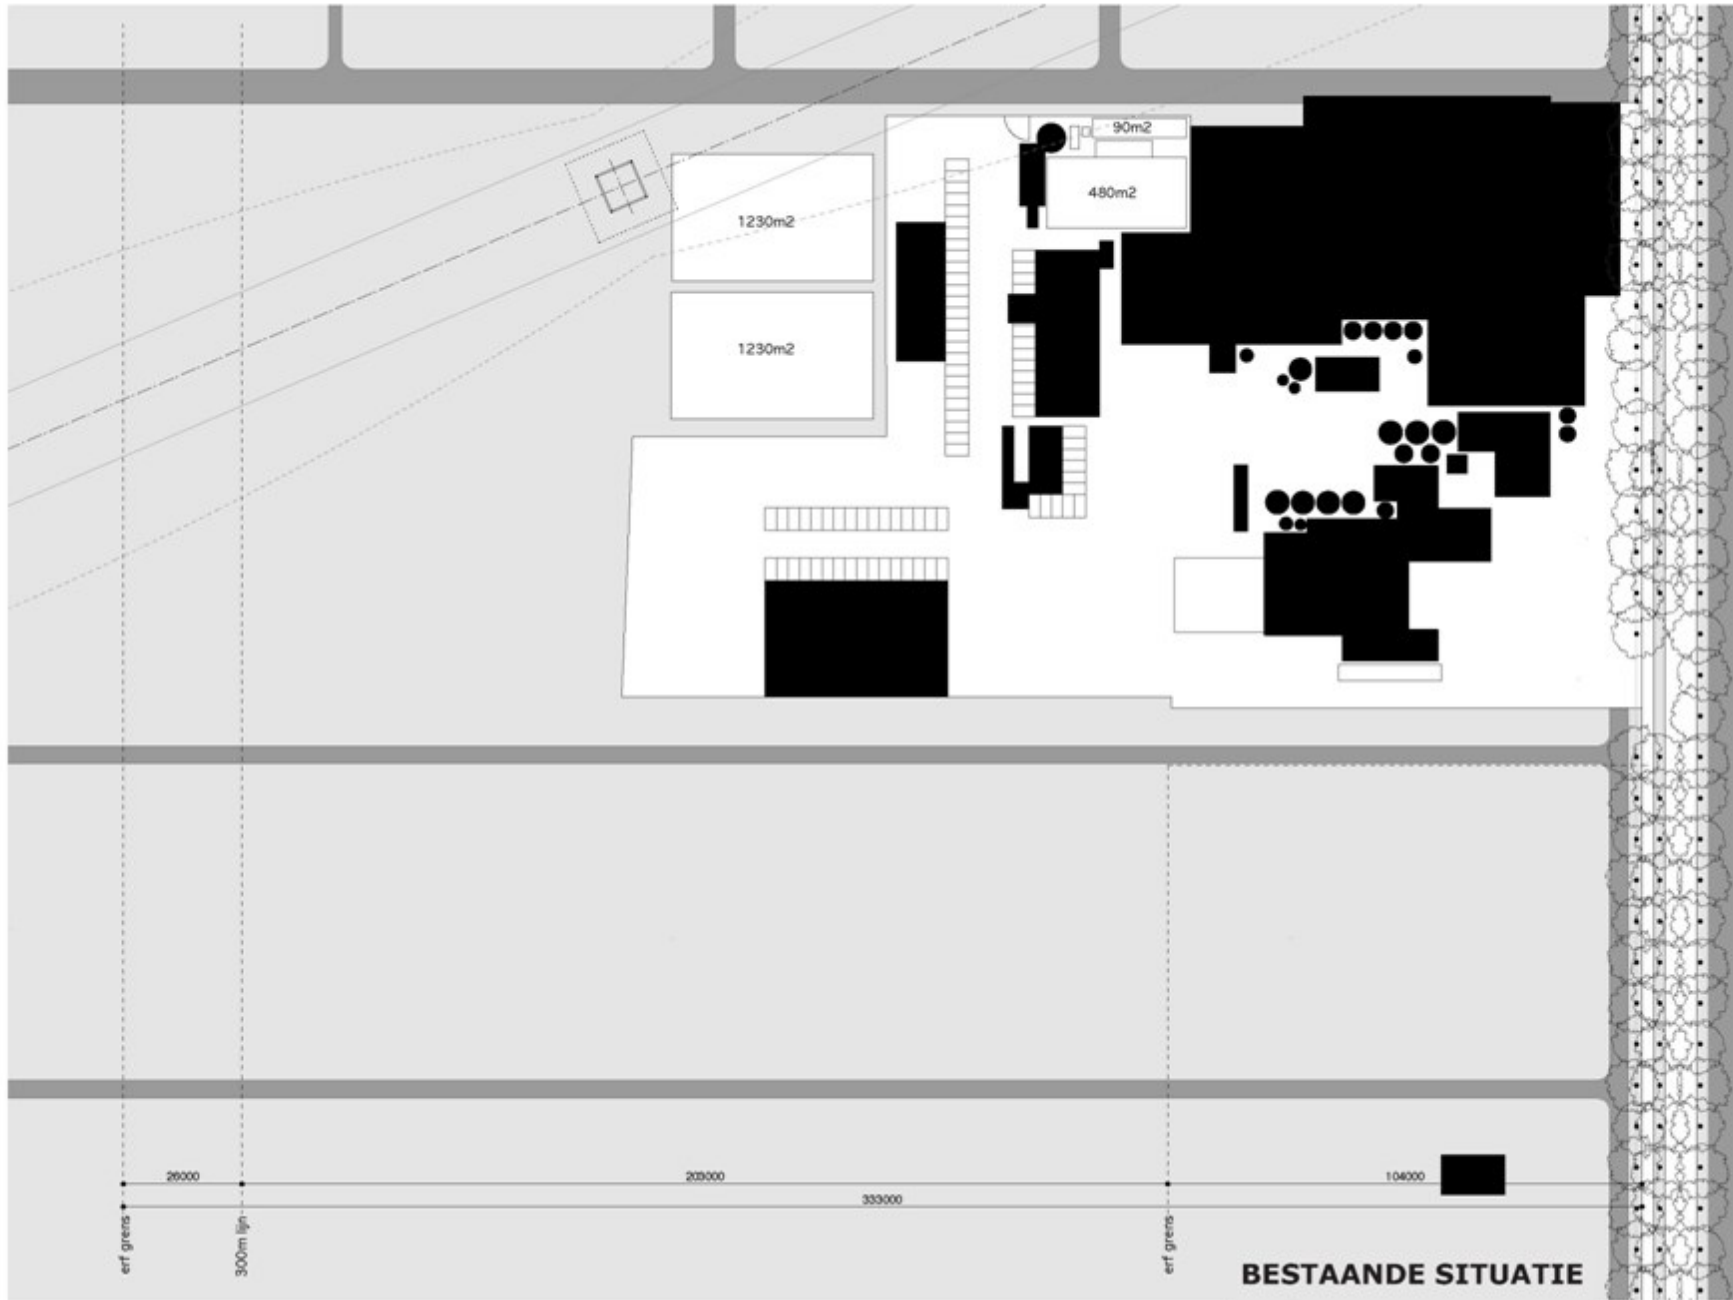 90m2
480m2
1230m2
1230m2
26000
203000
104000
333000
erf grens
300m lijn
erf grens
BESTAANDE SITUATIE